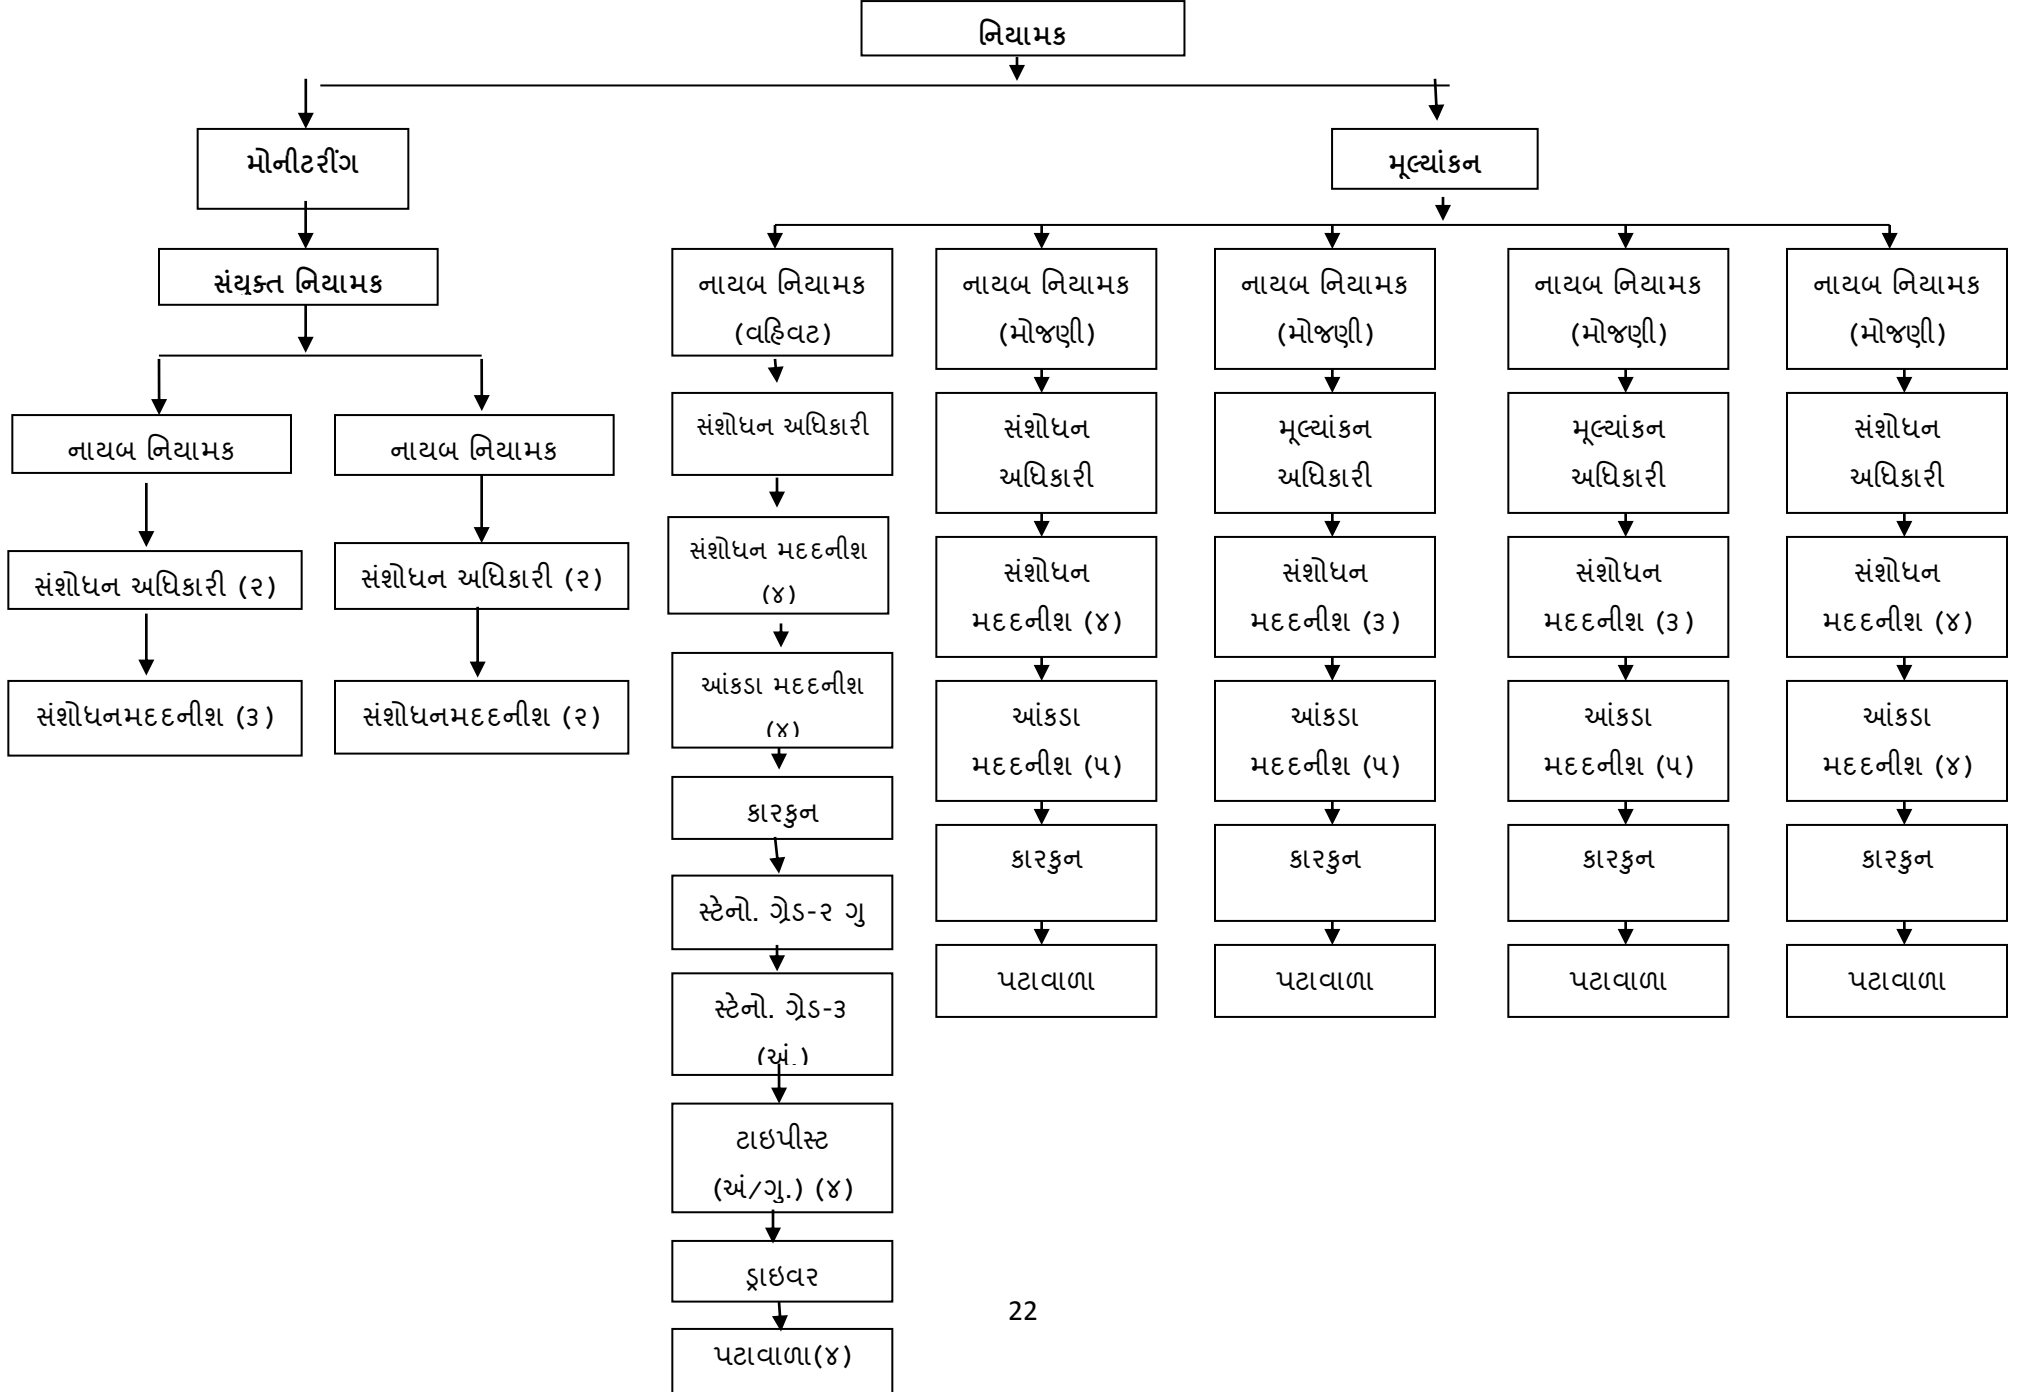 નિયામક
મોનીટરીંગ
મૂલ્યાંકન
સંયુક્ત નિયામક
નાયબ નિયામક
નાયબ નિયામક
સંશોધન અધિકારી (૨)
સંશોધન અધિકારી (૨)
સંશોધનમદદનીશ (૩)
સંશોધનમદદનીશ (૨)
નાયબ નિયામક
(વહિવટ)
સંશોધન અધિકારી
સંશોધન મદદનીશ
(૪)
આંકડા મદદનીશ
(૪)
કારકુન
સ્ટેનો. ગ્રેડ-૨ ગુ
સ્ટેનો. ગ્રેડ-૩
(અં.)
ટાઇપીસ્ટ
(અં/ગુ.) (૪)
ડ્રાઇવર
પટાવાળા(૪)
નાયબ નિયામક
(મોજણી)
સંશોધન
અધિકારી
સંશોધન
મદદનીશ (૪)
આંકડા
મદદનીશ (૫)
કારકુન
પટાવાળા
નાયબ નિયામક
(મોજણી)
મૂલ્યાંકન
અધિકારી
સંશોધન
મદદનીશ (૩)
આંકડા
મદદનીશ (૫)
કારકુન
પટાવાળા
નાયબ નિયામક
(મોજણી)
મૂલ્યાંકન
અધિકારી
સંશોધન
મદદનીશ (૩)
આંકડા
મદદનીશ (૫)
કારકુન
પટાવાળા
નાયબ નિયામક
(મોજણી)
સંશોધન
અધિકારી
સંશોધન
મદદનીશ (૪)
આંકડા
મદદનીશ (૪)
કારકુન
પટાવાળા
22